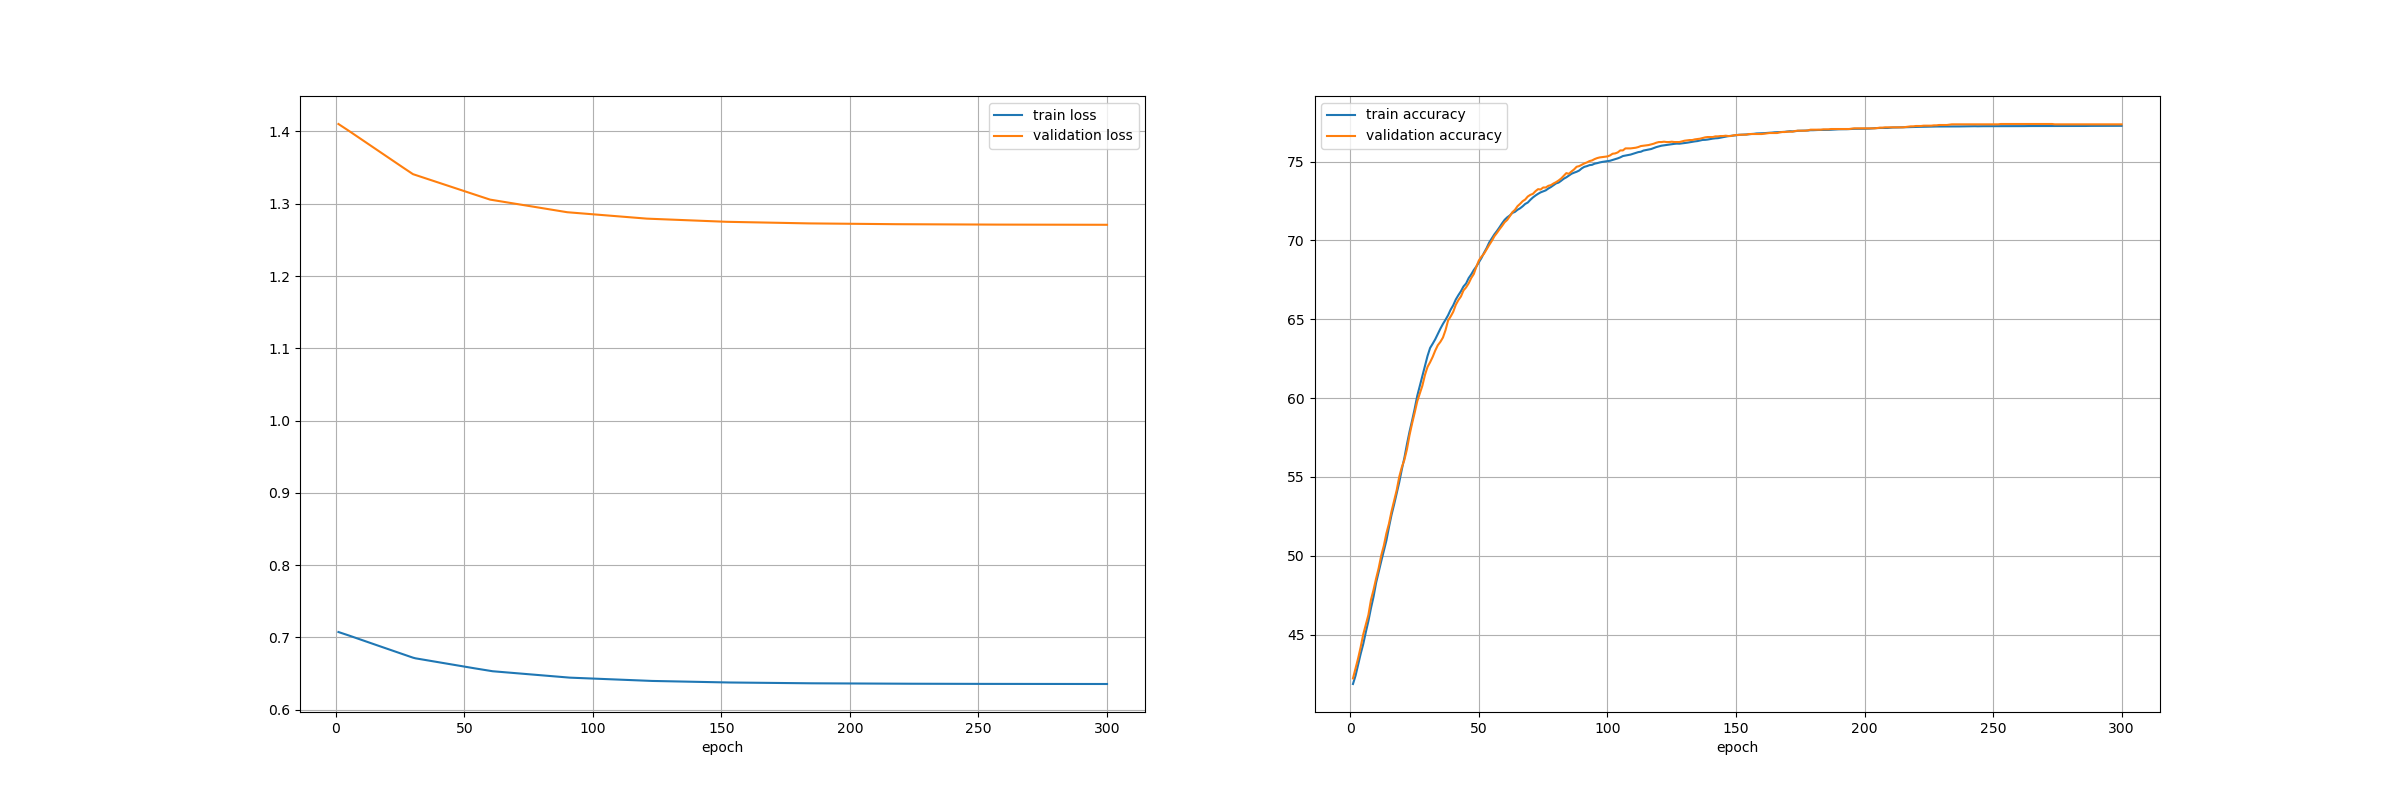 train loss
validation loss
1.4
1.3
1.2
1.1
1.0
0.9
0.8
0.7
0.6
0 50 100 150 200 250 300
epoch
train accuracy
validation accuracy
75
70
65
60
55
50
45
0 50 100 150 200 250 300
epoch